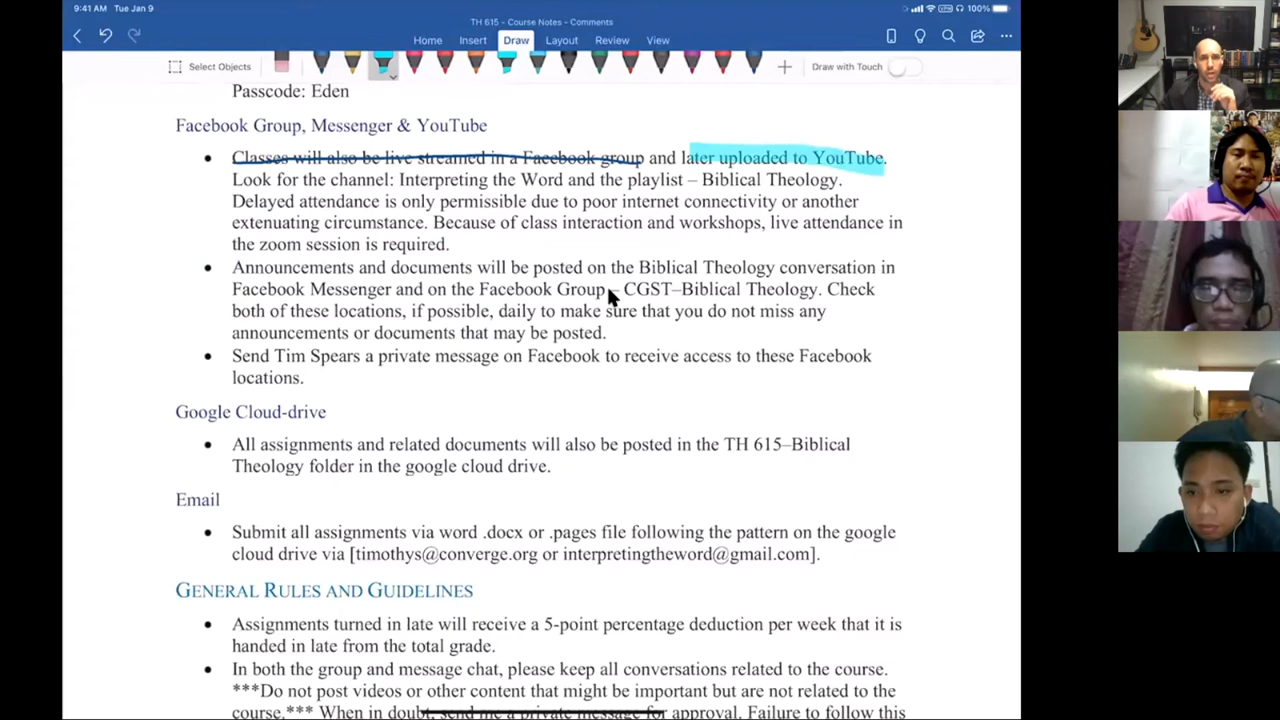 9:41 AM Tue Jan 9
100%
TH 615 - Course Notes - Comments
Home Insert Draw Layout Review View
Select Objects
Draw with Touch
Passcode: Eden
Facebook Group, Messenger & YouTube
• Classes will also be live streamed in a Facebook group and later uploaded to YouTube.
Look for the channel: Interpreting the Word and the playlist – Biblical Theology.
Delayed attendance is only permissible due to poor internet connectivity or another
extenuating circumstance. Because of class interaction and workshops, live attendance in
the zoom session is required.
• Announcements and documents will be posted on the Biblical Theology conversation in
Facebook Messenger and on the Facebook Group – CGST–Biblical Theology. Check
both of these locations, if possible, daily to make sure that you do not miss any
announcements or documents that may be posted.
• Send Tim Spears a private message on Facebook to receive access to these Facebook
locations.
Google Cloud-drive
• All assignments and related documents will also be posted in the TH 615–Biblical
Theology folder in the google cloud drive.
Email
• Submit all assignments via word .docx or .pages file following the pattern on the google
cloud drive via [timothys@converge.org or interpretingtheword@gmail.com].
GENERAL RULES AND GUIDELINES
• Assignments turned in late will receive a 5-point percentage deduction per week that it is
handed in late from the total grade.
• In both the group and message chat, please keep all conversations related to the course.
***Do not post videos or other content that might be important but are not related to the
course.*** When in doubt, send me a private message for approval. Failure to follow this